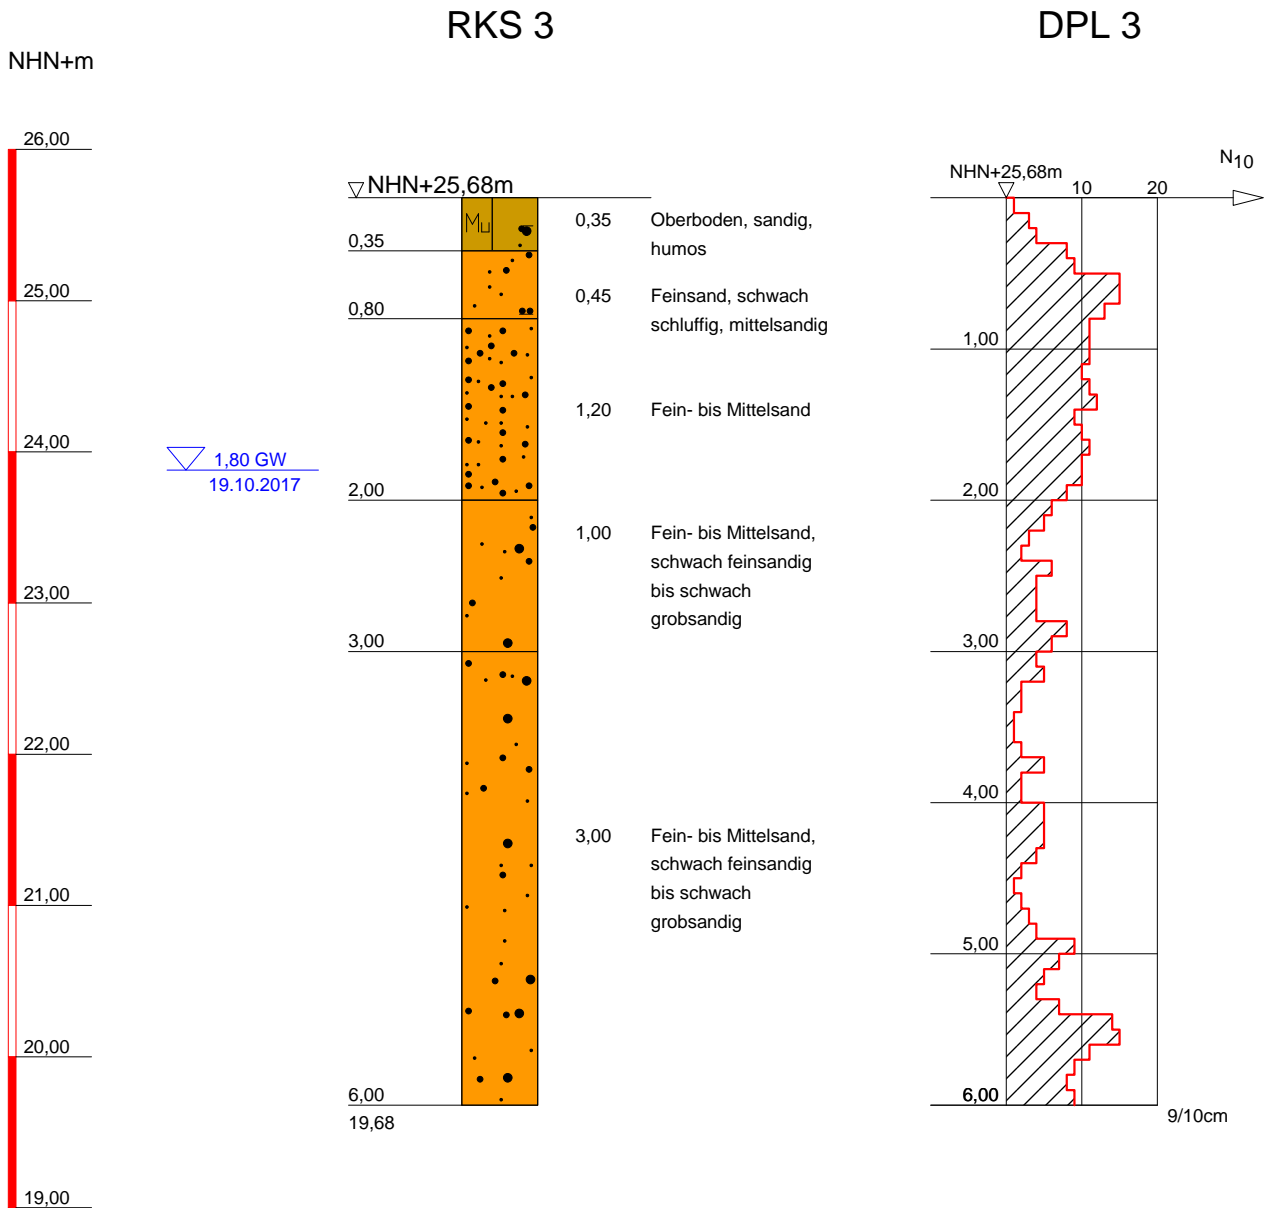 RKS 3
DPL 3
NHN+m
26,00
25,00
24,00
23,00
22,00
21,00
20,00
19,00
1,80 GW
19.10.2017
NHN+25,68m
Mu
0,35
0,80
2,00
3,00
6,00
19,68
0,35 Oberboden, sandig,
humos
0,45 Feinsand, schwach
schluffig, mittelsandig
1,20 Fein- bis Mittelsand
1,00 Fein- bis Mittelsand,
schwach feinsandig
bis schwach
grobsandig
3,00 Fein- bis Mittelsand,
schwach feinsandig
bis schwach
grobsandig
N10
NHN+25,68m
10 20
1,00
2,00
3,00
4,00
5,00
6,00
9/10cm